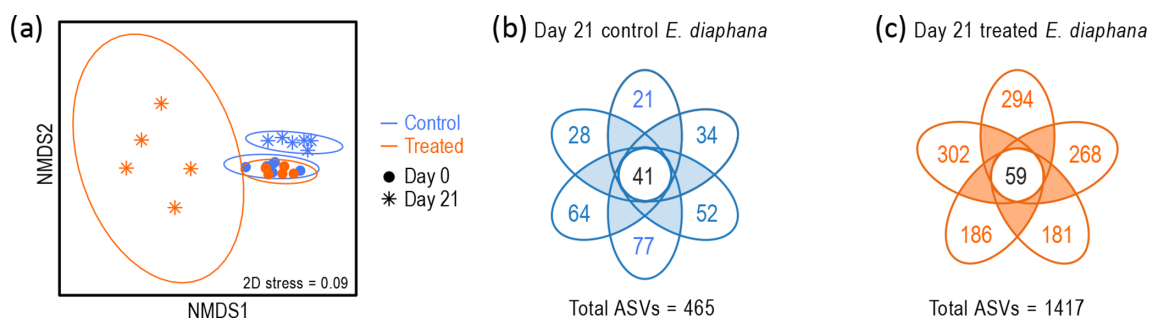 (a)
NMDS2
2D stress = 0.09
NMDS1
Control
Treated
Day 0
Day 21
(b) Day 21 control E. diaphana
21
28
34
41
64
52
77
Total ASVs = 465
(c) Day 21 treated E. diaphana
294
302
268
59
186
181
Total ASVs = 1417